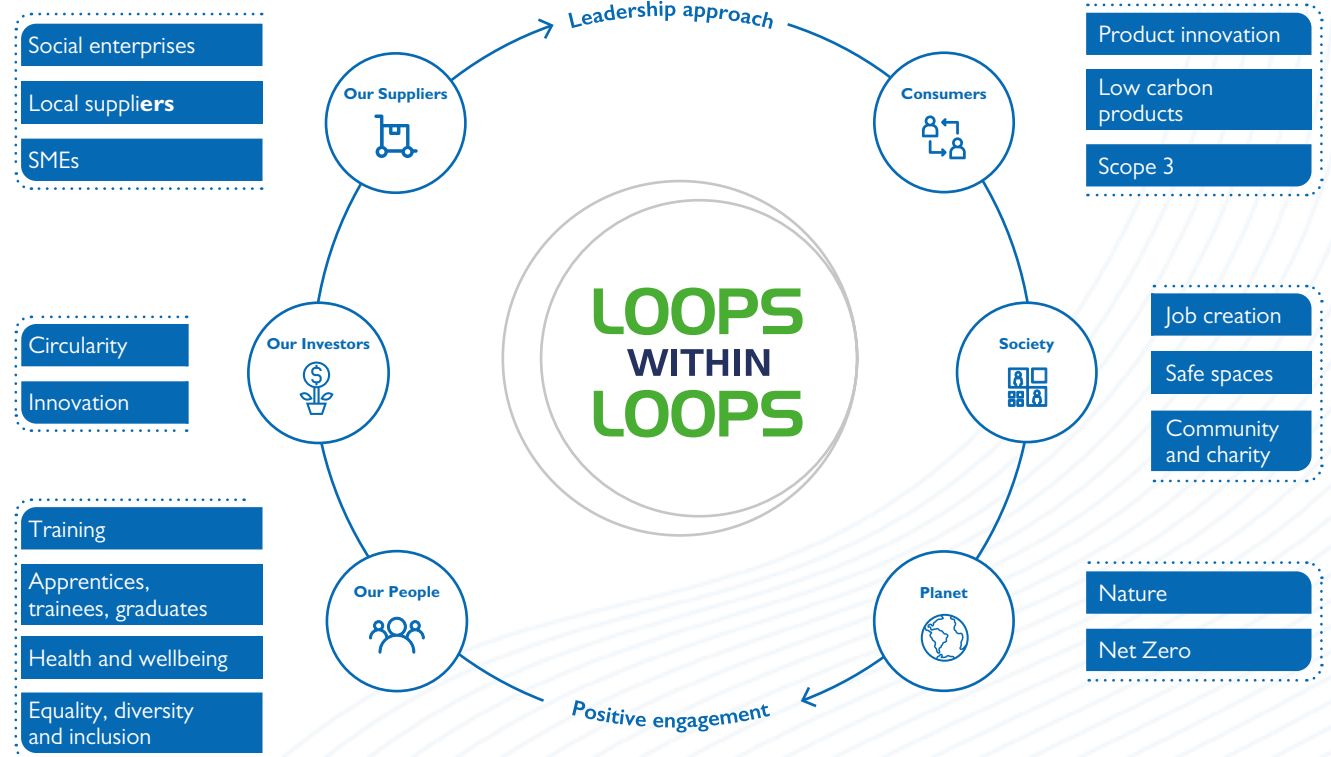 Leadership approach
Social enterprises
Local suppliers
SMEs
Our Suppliers
Consumers
Product innovation
Low carbon
products
Scope 3
LOOPS
WITHIN
LOOPS
Circularity
Innovation
Our Investors
Society
Job creation
Safe spaces
Community
and charity
Training
Apprentices,
trainees, graduates
Health and wellbeing
Equality, diversity
and inclusion
Our People
Planet
Nature
Net Zero
Positive engagement